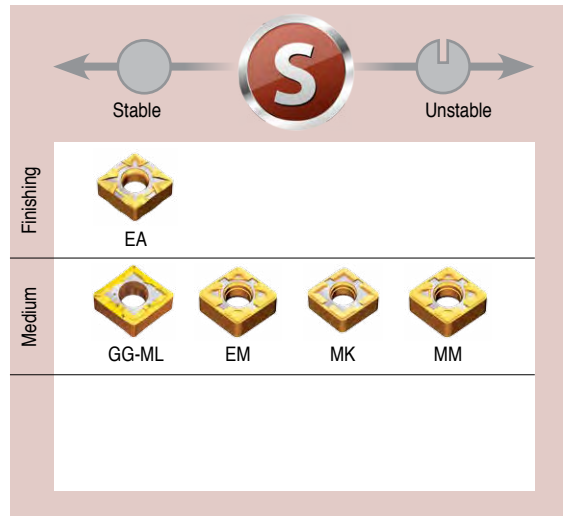 S
Stable Unstable
Finishing
EA
Medium
GG-ML EM MK MM